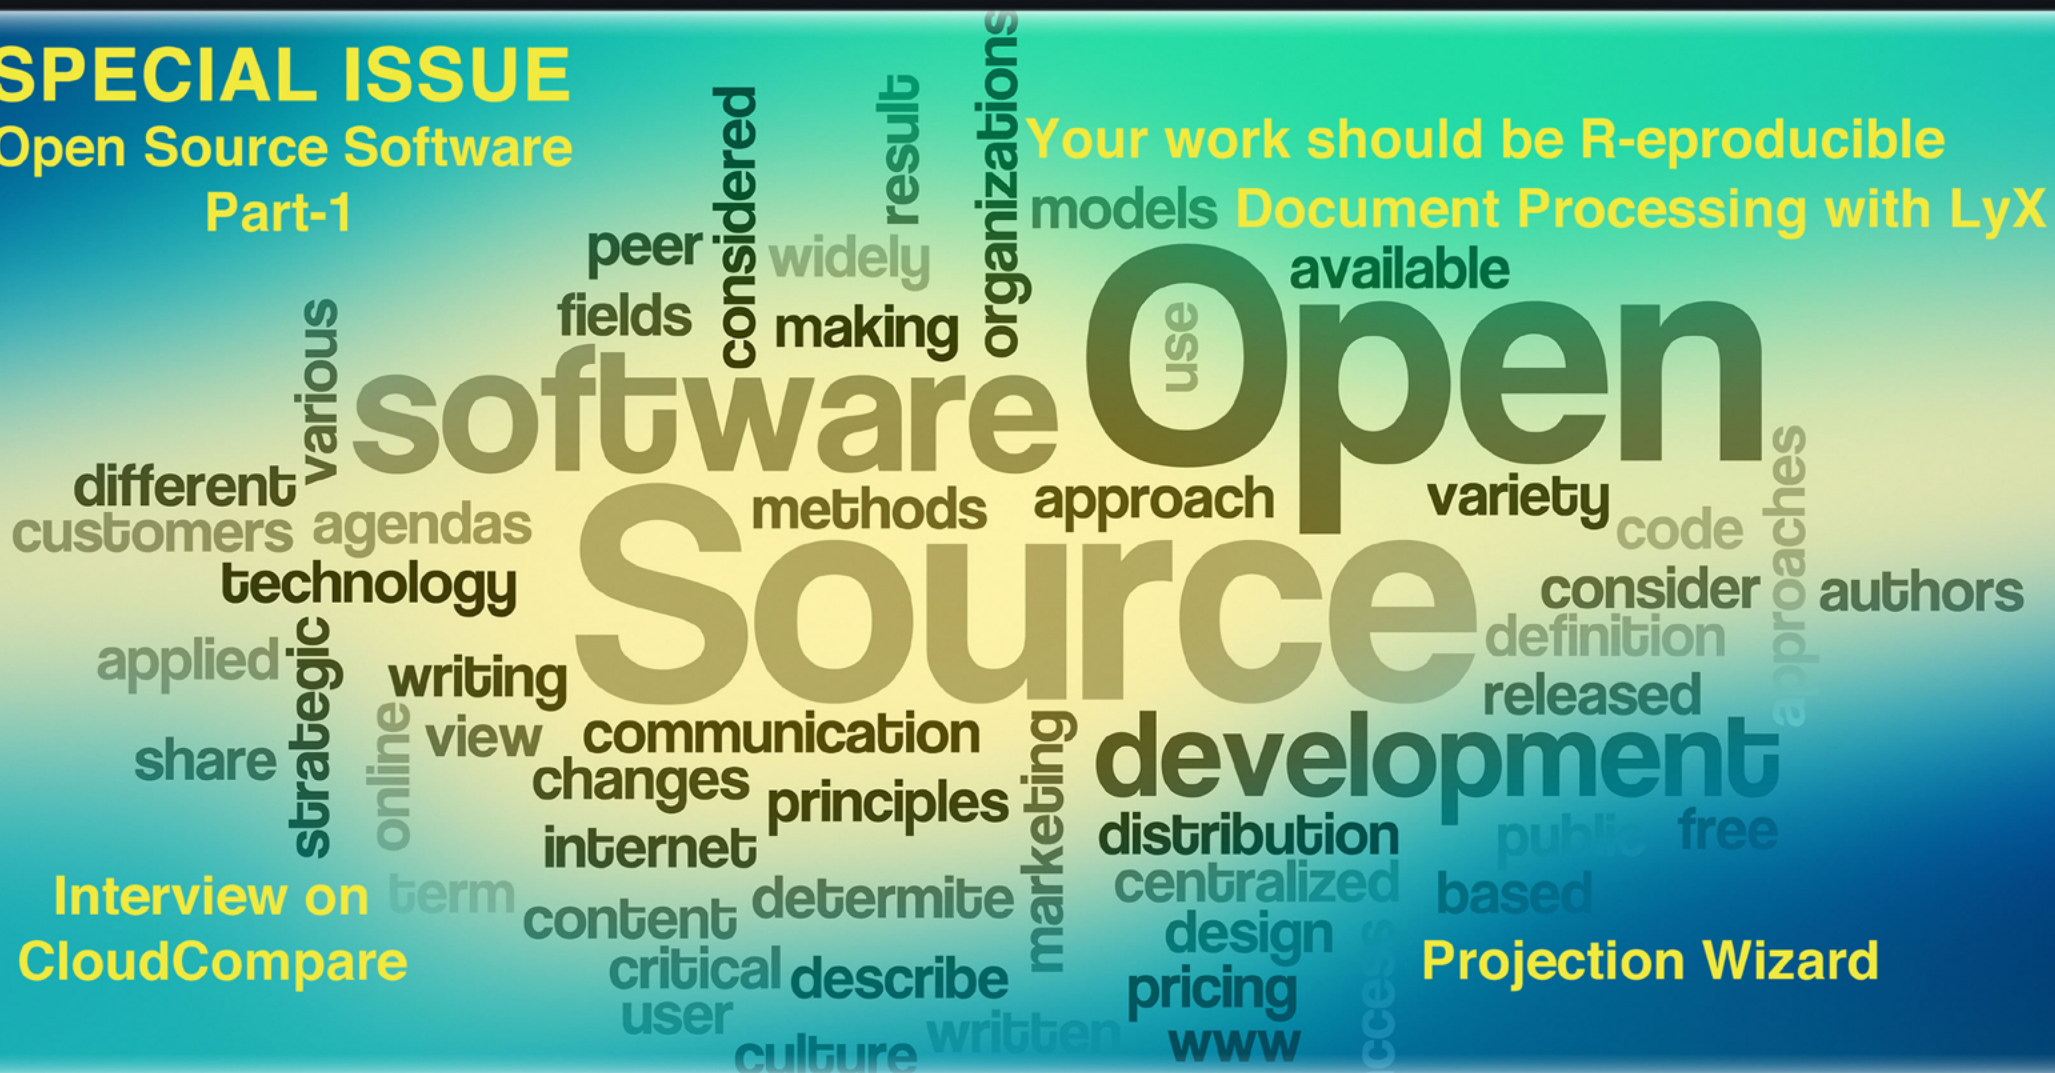 SPECIAL ISSUE
Open Source Software
Part-1
Your work should be R-eproducible
Document Processing with LyX
organizations
result
considered
models
peer
widely
available
fields
making
use
various
software
Open
different
methods
approach
variety
customers
agendas
code
approaches
technology
Source
consider
authors
definition
applied
strategic
writing
released
online
view
communication
marketing
development
share
changes
principles
internet
distribution
public
free
Interview on
CloudCompare
term
content
determite
centralized
based
design
critical
describe
Projection Wizard
pricing
user
written
www
culture